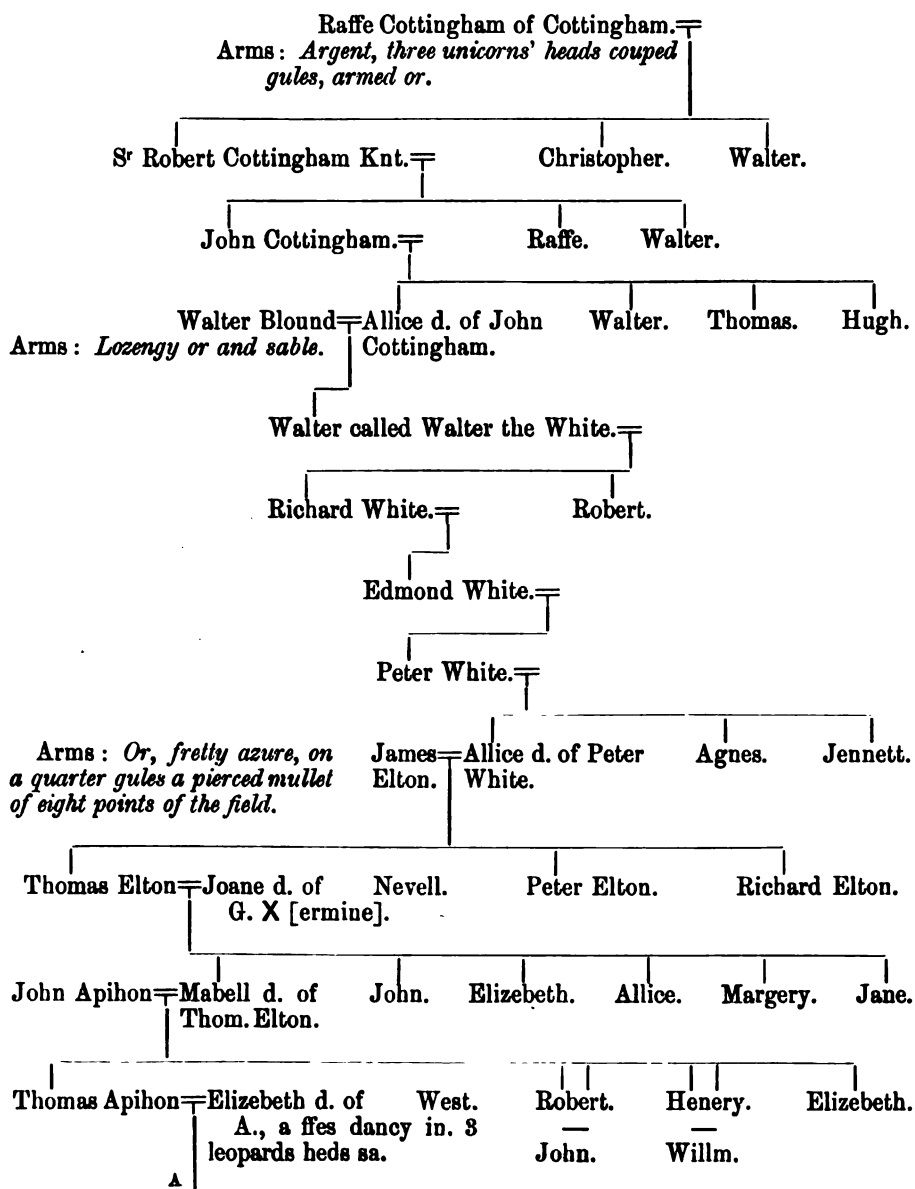 Raffe Cottingham of Cottingham.
Arms: Argent, three unicorns' heads couped
gules, armed or.
Sr Robert Cottingham Knt. Christopher. Walter.
John Cottingham. Raffe. Walter.
Walter Blound Allice d. of John Walter. Thomas. Hugh.
Arms: Lozengy or and sable. Cottingham.
Walter called Walter the White.
Richard White. Robert.
Edmond White.
Peter White.
Arms: Or, fretty azure, on James Allice d. of Peter Agnes. Jennett.
a quarter gules a pierced mullet Elton. White.
of eight points of the field.
Thomas Elton Joane d. of Nevell. Peter Elton. Richard Elton.
G. X [ermine].
John Apihon Mabell d. of John. Elizebeth. Allice. Margery. Jane.
Thom. Elton.
Thomas Apihon Elizebeth d. of West. Robert. Henery. Elizebeth.
A., a ffes dancy in. 3
leopards heds sa. John. Willm.
A